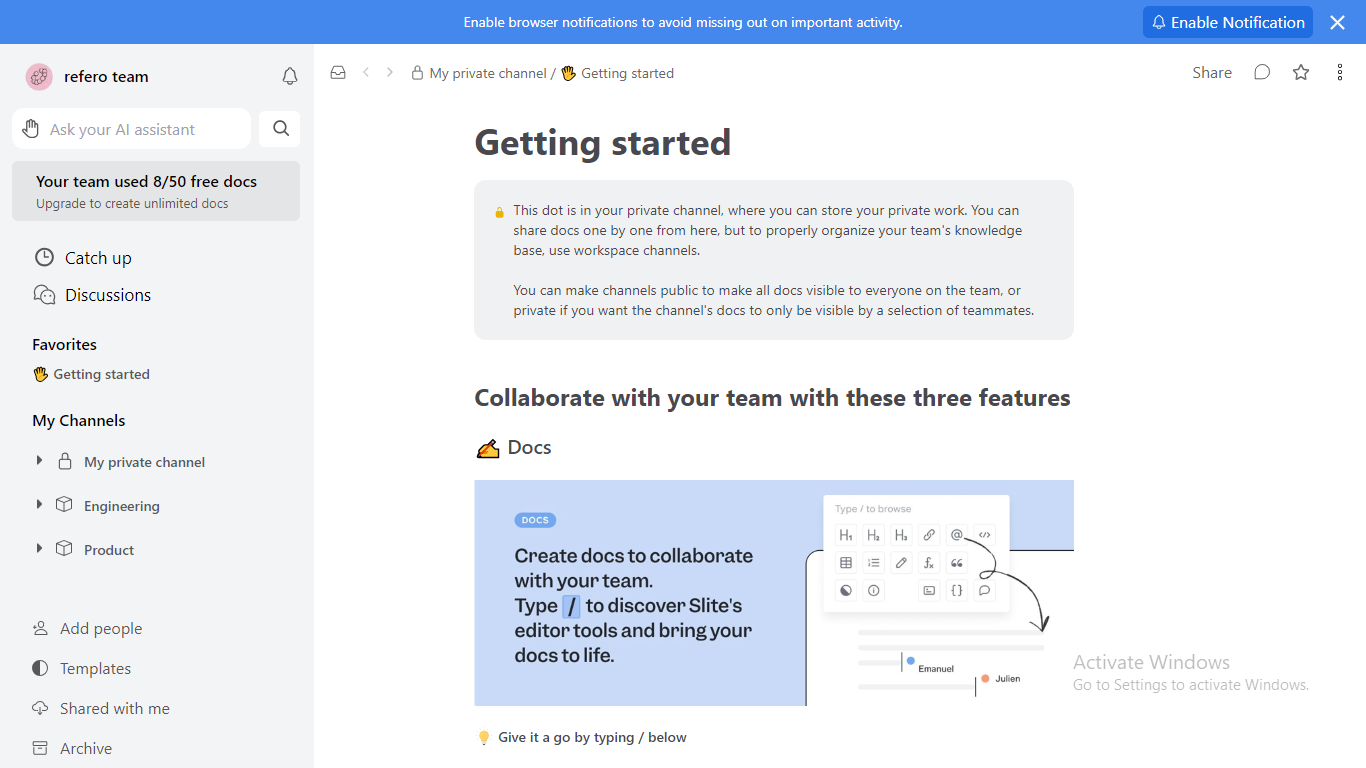 Enable browser notifications to avoid missing out on important activity.
Enable Notification
refero team
Ask your AI assistant
Your team used 8/50 free docs
Upgrade to create unlimited docs
Catch up
Discussions
Favorites
Getting started
My Channels
My private channel
Engineering
Product
Add people
Templates
Shared with me
Archive
My private channel / 👋 Getting started
Share
Getting started
This dot is in your private channel, where you can store your private work. You can
share docs one by one from here, but to properly organize your team's knowledge
base, use workspace channels.
You can make channels public to make all docs visible to everyone on the team, or
private if you want the channel's docs to only be visible by a selection of teammates.
Collaborate with your team with these three features
✍️ Docs
DOCS
Create docs to collaborate
with your team.
Type / to discover Slite's
editor tools and bring your
docs to life.
Type / to browse
H1 H2 H3 @ </>
fx {}
Emanuel
Julien
💡 Give it a go by typing / below
Activate Windows
Go to Settings to activate Windows.